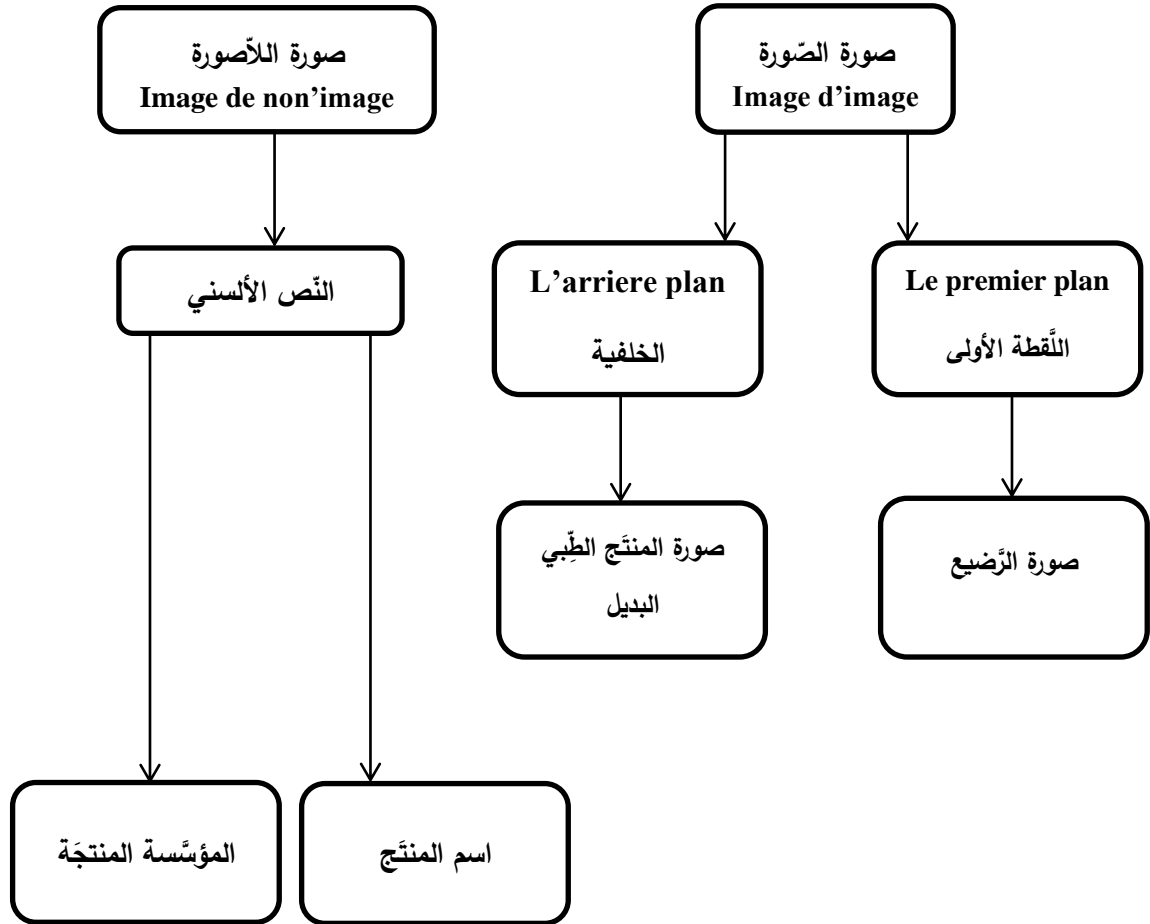 صورة الصّورة
Image d’image
صورة اللاّصورة
Image de non’image
Le premier plan
اللَّقطة الأولى
L’arriere plan
الخلفية
النّص الألسني
صورة الرَّضيع
صورة المنتَج الطِّبي
البديل
اسم المنتَج
المؤسَّسة المنتجَة